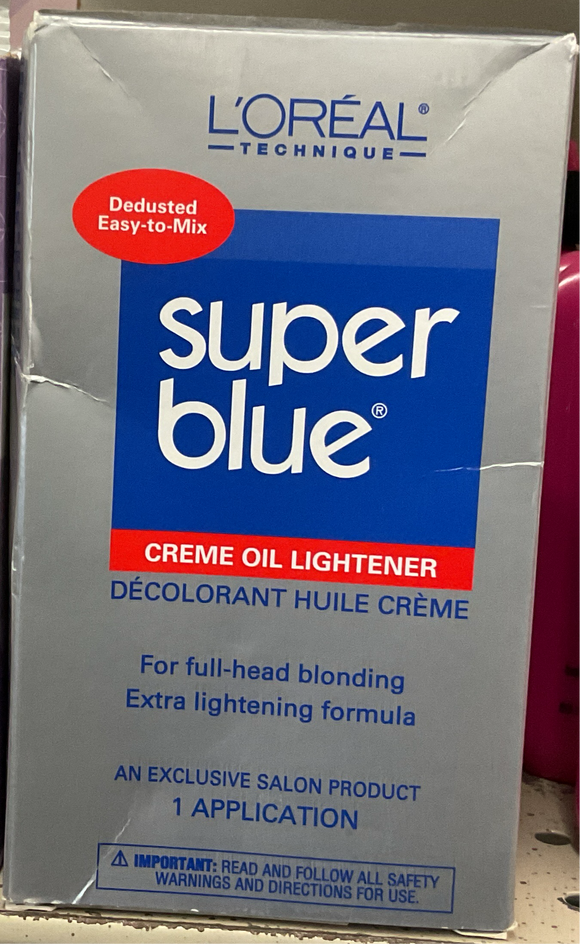 L'ORÉAL®
TECHNIQUE
Dedusted
Easy-to-Mix
super
blue®
CREME OIL LIGHTENER
DÉCOLORANT HUILE CRÈME
For full-head blonding
Extra lightening formula
AN EXCLUSIVE SALON PRODUCT
1 APPLICATION
⚠ IMPORTANT: READ AND FOLLOW ALL SAFETY
WARNINGS AND DIRECTIONS FOR USE.